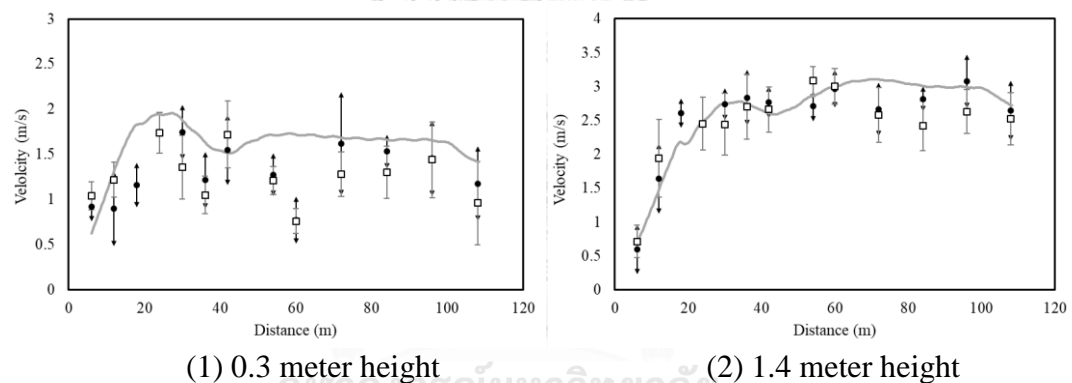 3
2.5
2
1.5
1
0.5
0
Velolcity (m/s)
0 20 40 60 80 100 120
Distance (m)
(1) 0.3 meter height
4
3.5
3
2.5
2
1.5
1
0.5
0
Velocity (m/s)
0 20 40 60 80 100 120
Distance (m)
(2) 1.4 meter height